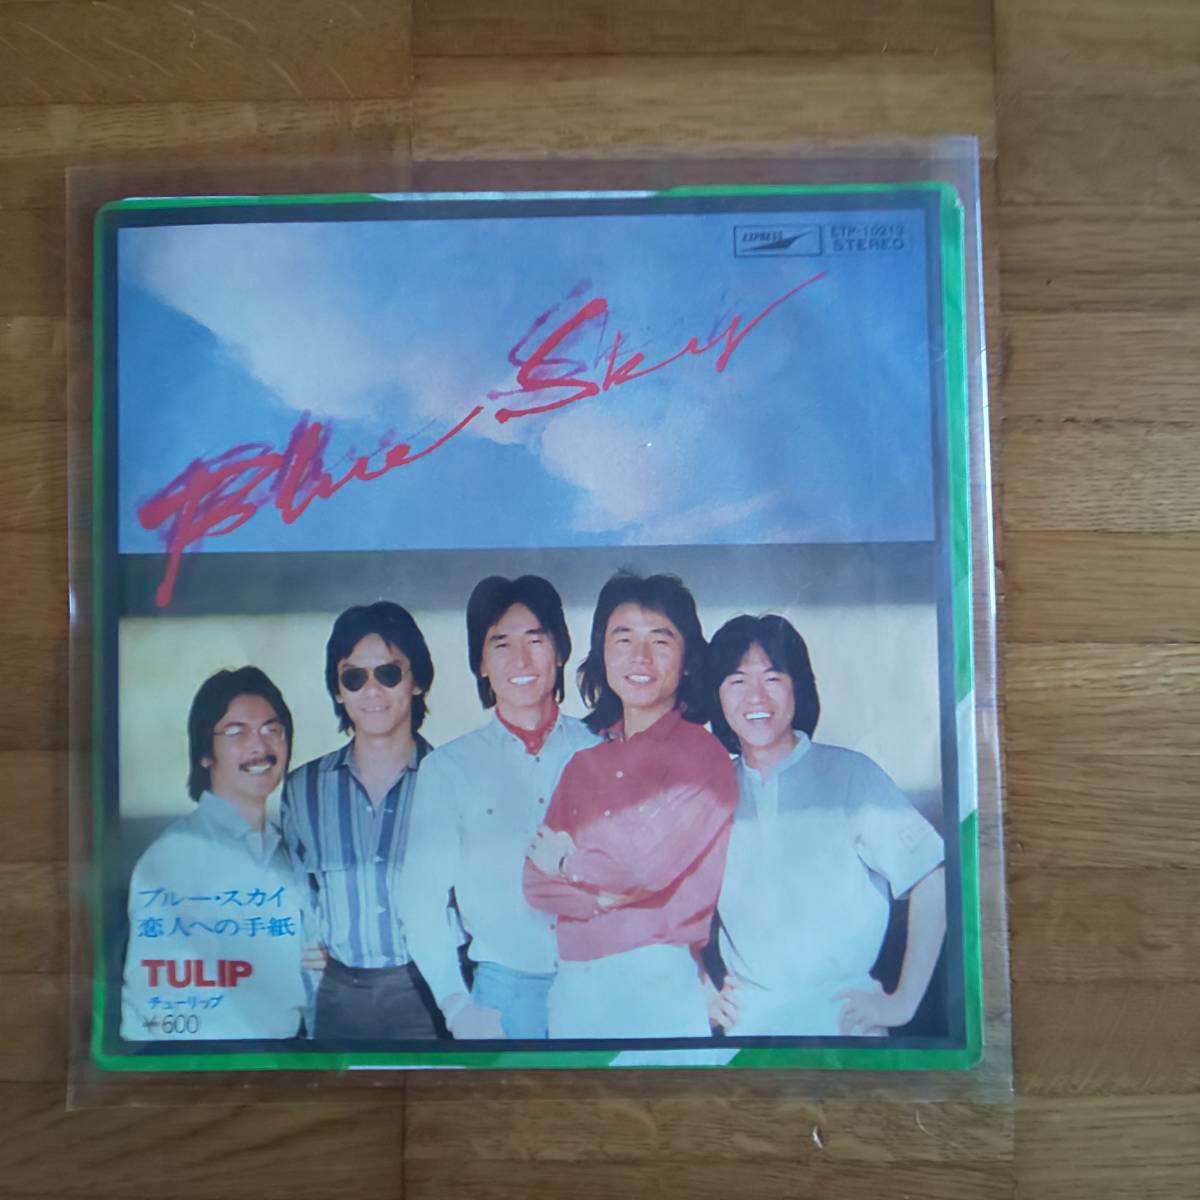 EXPRESS
ETP-10213
STEREO
Blue Sky
ブルー・スカイ
恋人への手紙
TULIP
チューリップ
¥600